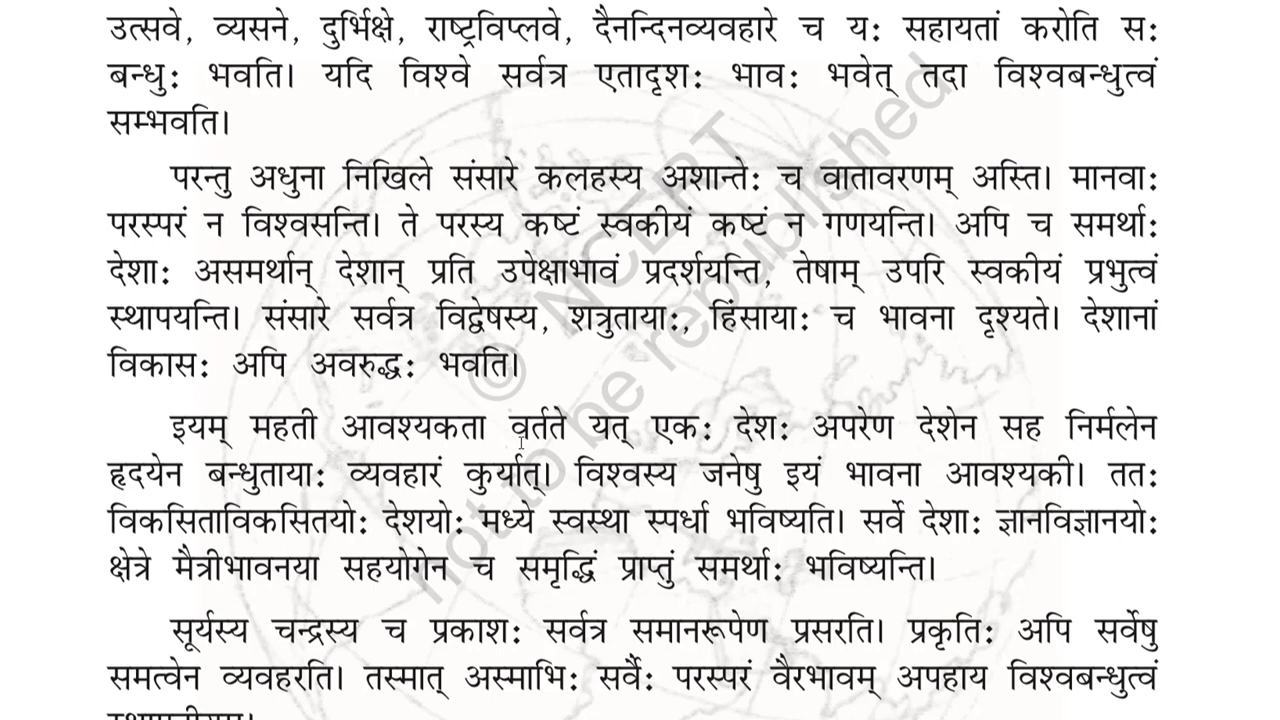 उत्सवे, व्यसने, दुर्भिक्षे, राष्ट्रविप्लवे, दैनन्दिनव्यवहारे च यः सहायतां करोति सः
बन्धुः भवति। यदि विश्वे सर्वत्र एतादृशः भावः भवेत् तदा विश्वबन्धुत्वं
सम्भवति।
परन्तु अधुना निखिले संसारे कलहस्य अशान्तेः च वातावरणम् अस्ति। मानवाः
परस्परं न विश्वसन्ति। ते परस्य कष्टं स्वकीयं कष्टं न गणयन्ति। अपि च समर्थाः
देशाः असमर्थान् देशान् प्रति उपेक्षाभावं प्रदर्शयन्ति, तेषाम् उपरि स्वकीयं प्रभुत्वं
स्थापयन्ति। संसारे सर्वत्र विद्वेषस्य, शत्रुतायाः, हिंसायाः च भावना दृश्यते। देशानां
विकासः अपि अवरुद्धः भवति।
इयम् महती आवश्यकता वर्तते यत् एकः देशः अपरेण देशेन सह निर्मलेन
हृदयेन बन्धुतायाः व्यवहारं कुर्यात्। विश्वस्य जनेषु इयं भावना आवश्यकी। ततः
विकसिताविकसितयोः देशयोः मध्ये स्वस्था स्पर्धा भविष्यति। सर्वे देशाः ज्ञानविज्ञानयोः
क्षेत्रे मैत्रीभावनया सहयोगेन च समृद्धिं प्राप्तुं समर्थाः भविष्यन्ति।
सूर्यस्य चन्द्रस्य च प्रकाशः सर्वत्र समानरूपेण प्रसरति। प्रकृतिः अपि सर्वेषु
समत्वेन व्यवहरति। तस्मात् अस्माभिः सर्वैः परस्परं वैरभावम् अपहाय विश्वबन्धुत्वं
© NCERT
not to be republished